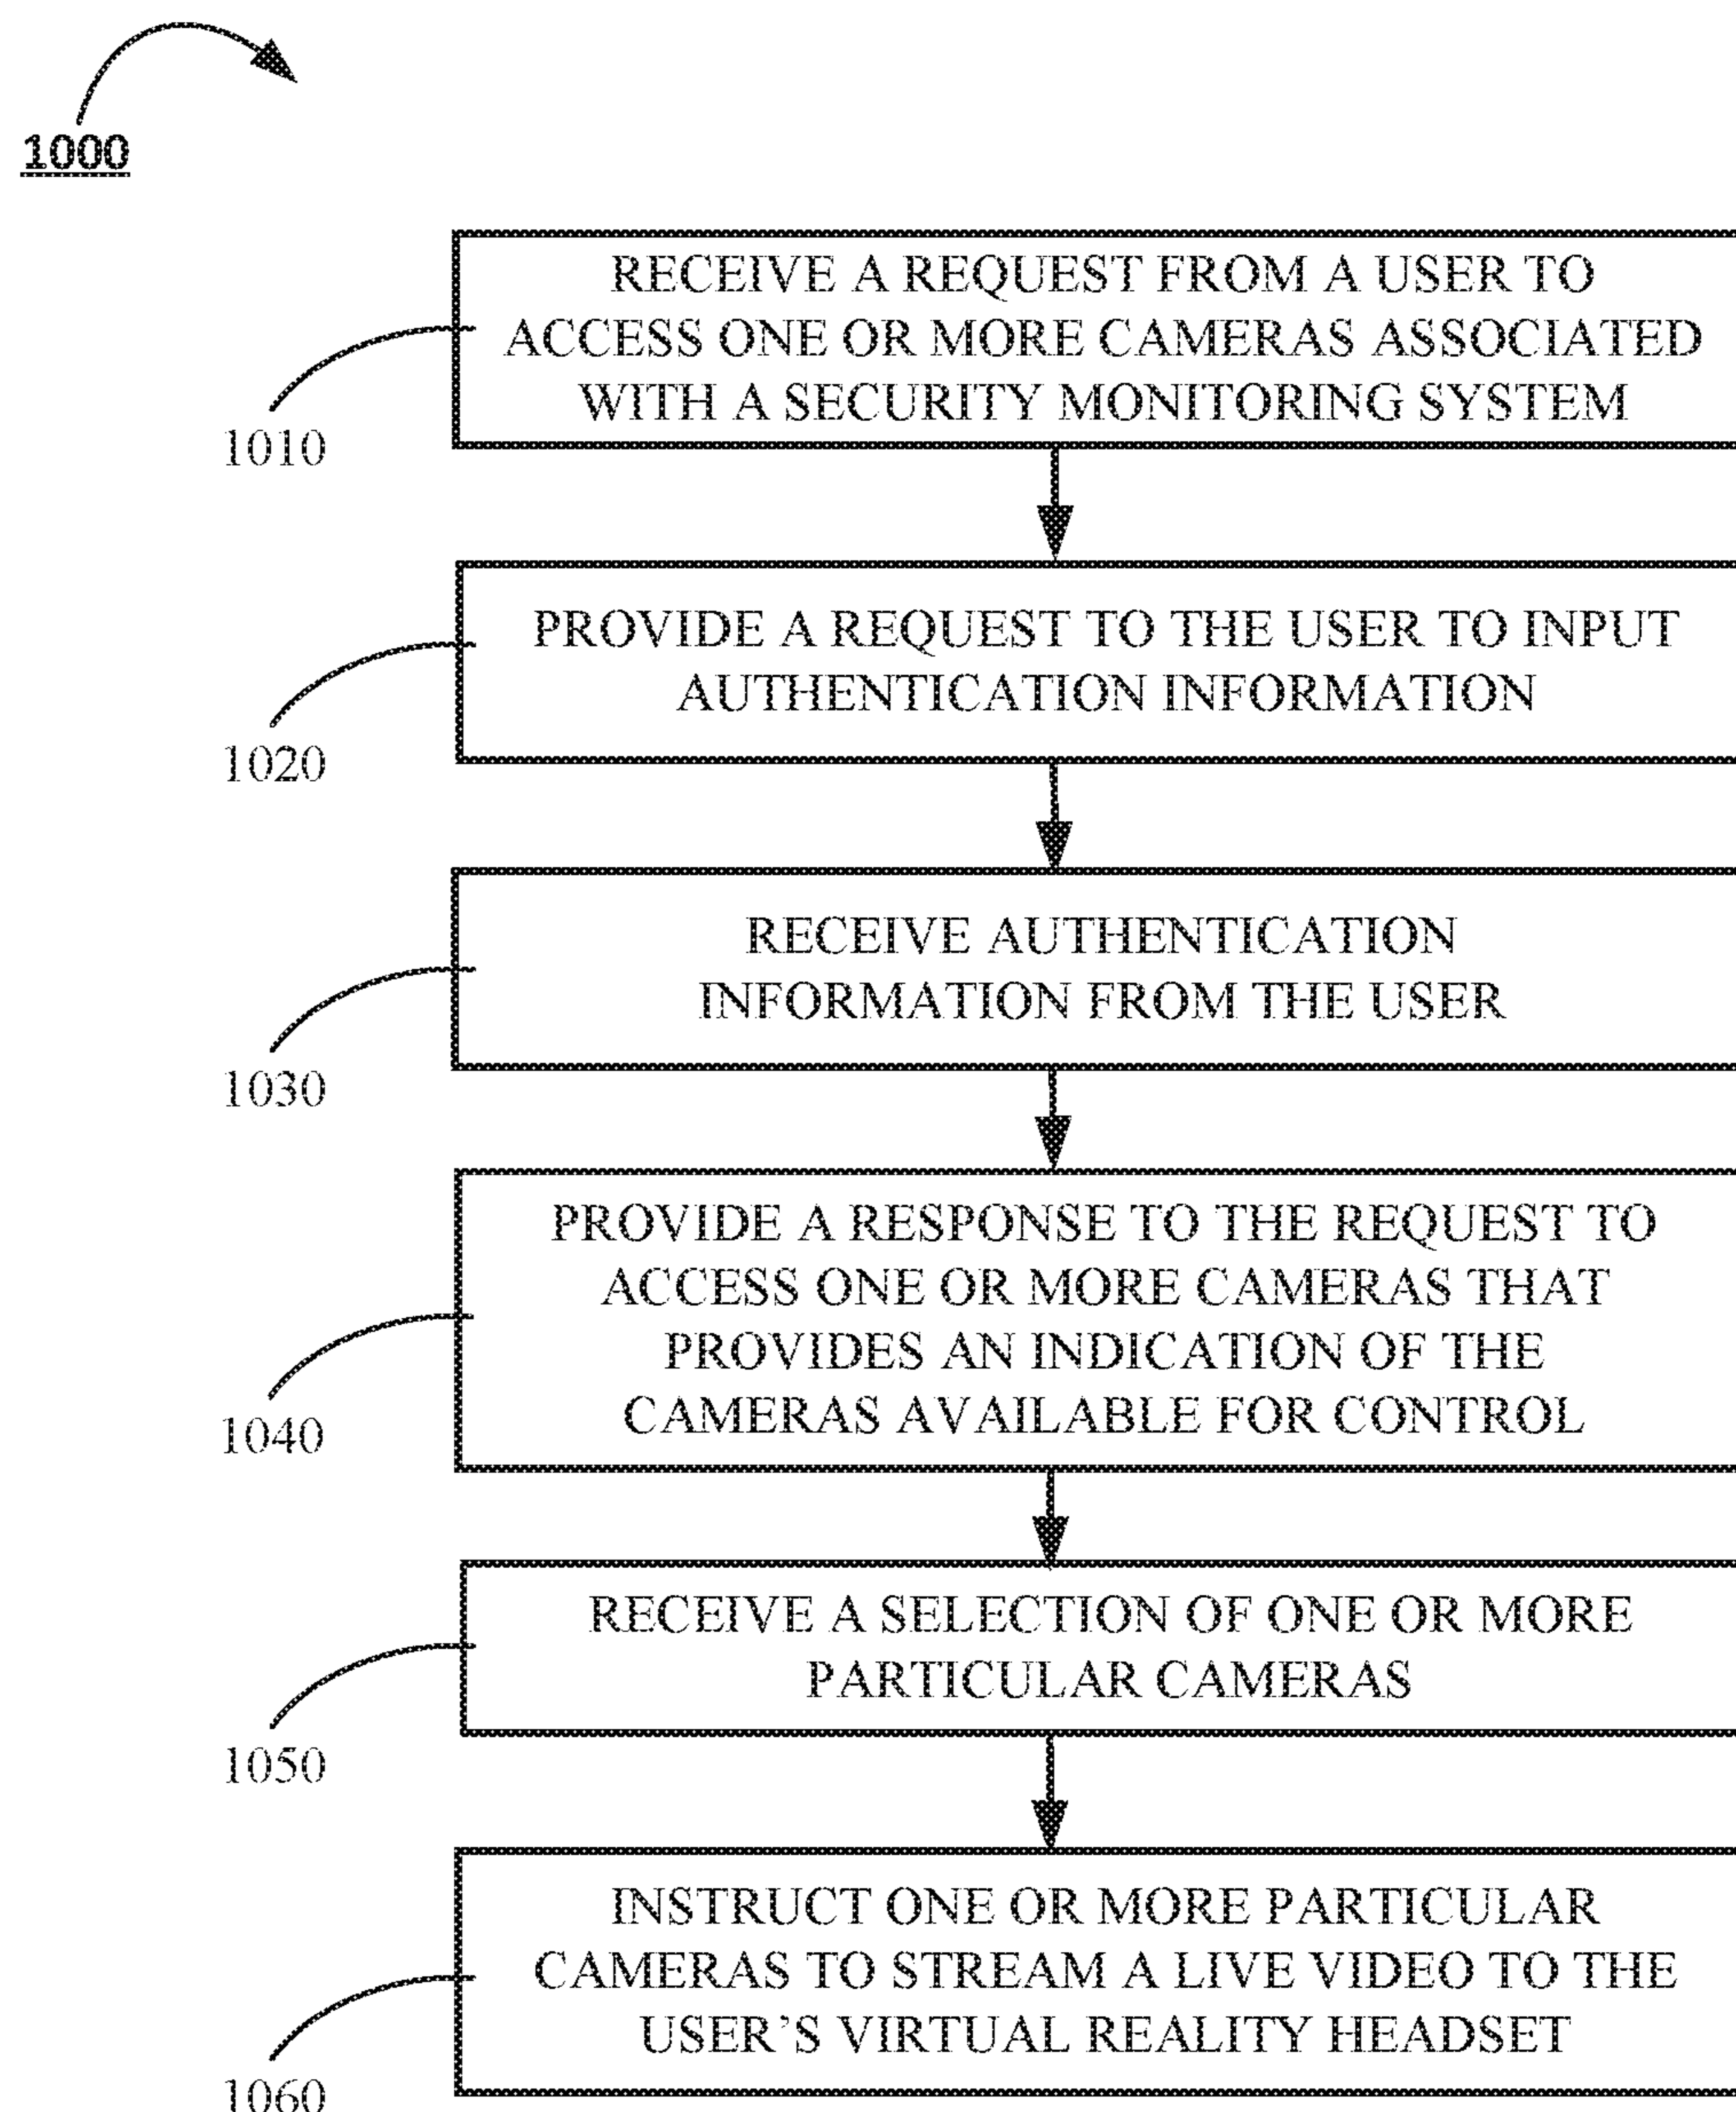 1000
RECEIVE A REQUEST FROM A USER TO
ACCESS ONE OR MORE CAMERAS ASSOCIATED
WITH A SECURITY MONITORING SYSTEM
1010
PROVIDE A REQUEST TO THE USER TO INPUT
AUTHENTICATION INFORMATION
1020
RECEIVE AUTHENTICATION
INFORMATION FROM THE USER
1030
PROVIDE A RESPONSE TO THE REQUEST TO
ACCESS ONE OR MORE CAMERAS THAT
PROVIDES AN INDICATION OF THE
CAMERAS AVAILABLE FOR CONTROL
1040
RECEIVE A SELECTION OF ONE OR MORE
PARTICULAR CAMERAS
1050
INSTRUCT ONE OR MORE PARTICULAR
CAMERAS TO STREAM A LIVE VIDEO TO THE
USER'S VIRTUAL REALITY HEADSET
1060